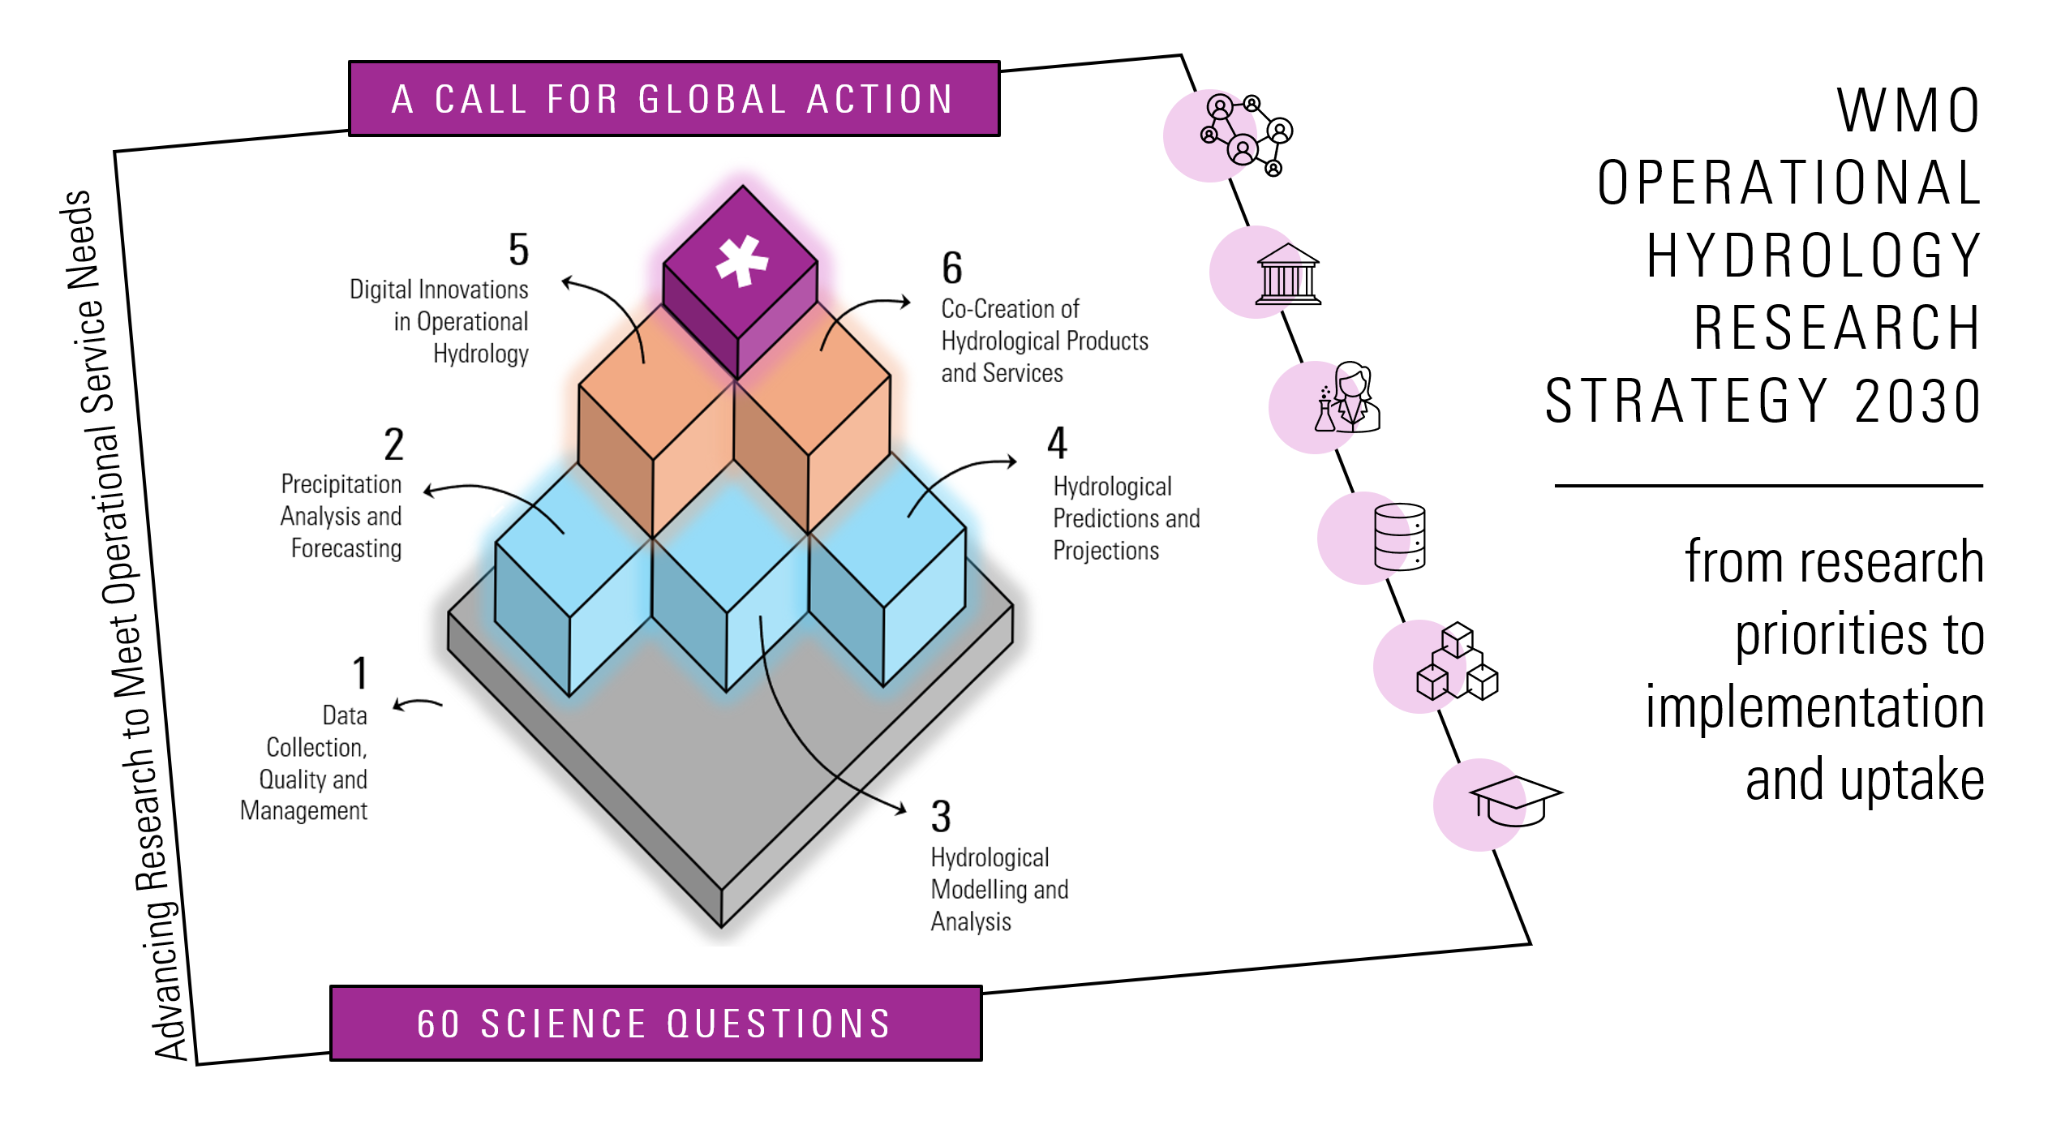 A CALL FOR GLOBAL ACTION
Advancing Research to Meet Operational Service Needs
5
Digital Innovations
in Operational
Hydrology
6
Co-Creation of
Hydrological Products
and Services
2
Precipitation
Analysis and
Forecasting
4
Hydrological
Predictions and
Projections
1
Data
Collection,
Quality and
Management
3
Hydrological
Modelling and
Analysis
60 SCIENCE QUESTIONS
WMO
OPERATIONAL
HYDROLOGY
RESEARCH
STRATEGY 2030
from research
priorities to
implementation
and uptake